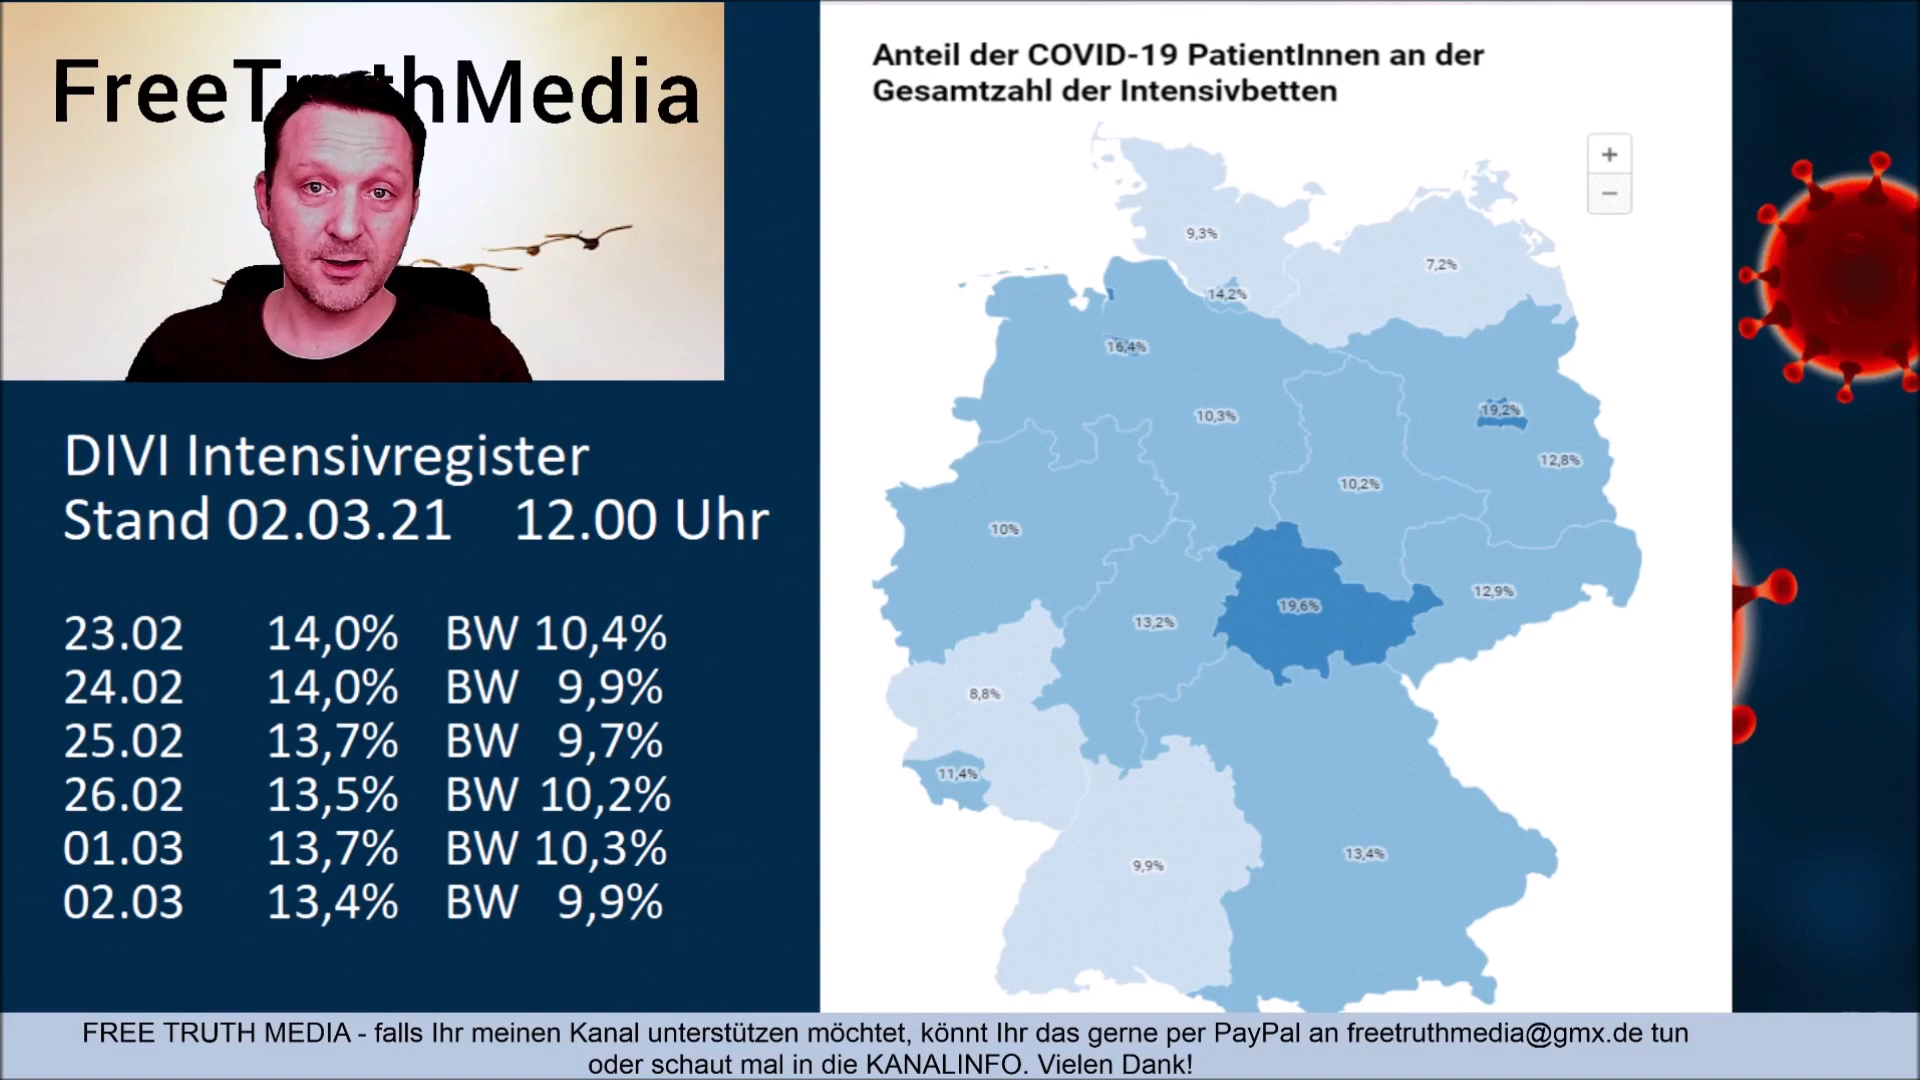 FreeTruthMedia
DIVI Intensivregister
Stand 02.03.21 12.00 Uhr
23.02 14,0% BW 10,4%
24.02 14,0% BW 9,9%
25.02 13,7% BW 9,7%
26.02 13,5% BW 10,2%
01.03 13,7% BW 10,3%
02.03 13,4% BW 9,9%
Anteil der COVID-19 PatientInnen an der
Gesamtzahl der Intensivbetten
+
−
9,3%
7,2%
14,2%
16,4%
10,3%
19,2%
12,8%
10,2%
10%
12,9%
19,6%
13,2%
8,8%
11,4%
13,4%
9,9%
FREE TRUTH MEDIA - falls Ihr meinen Kanal unterstützen möchtet, könnt Ihr das gerne per PayPal an freetruthmedia@gmx.de tun
oder schaut mal in die KANALINFO. Vielen Dank!